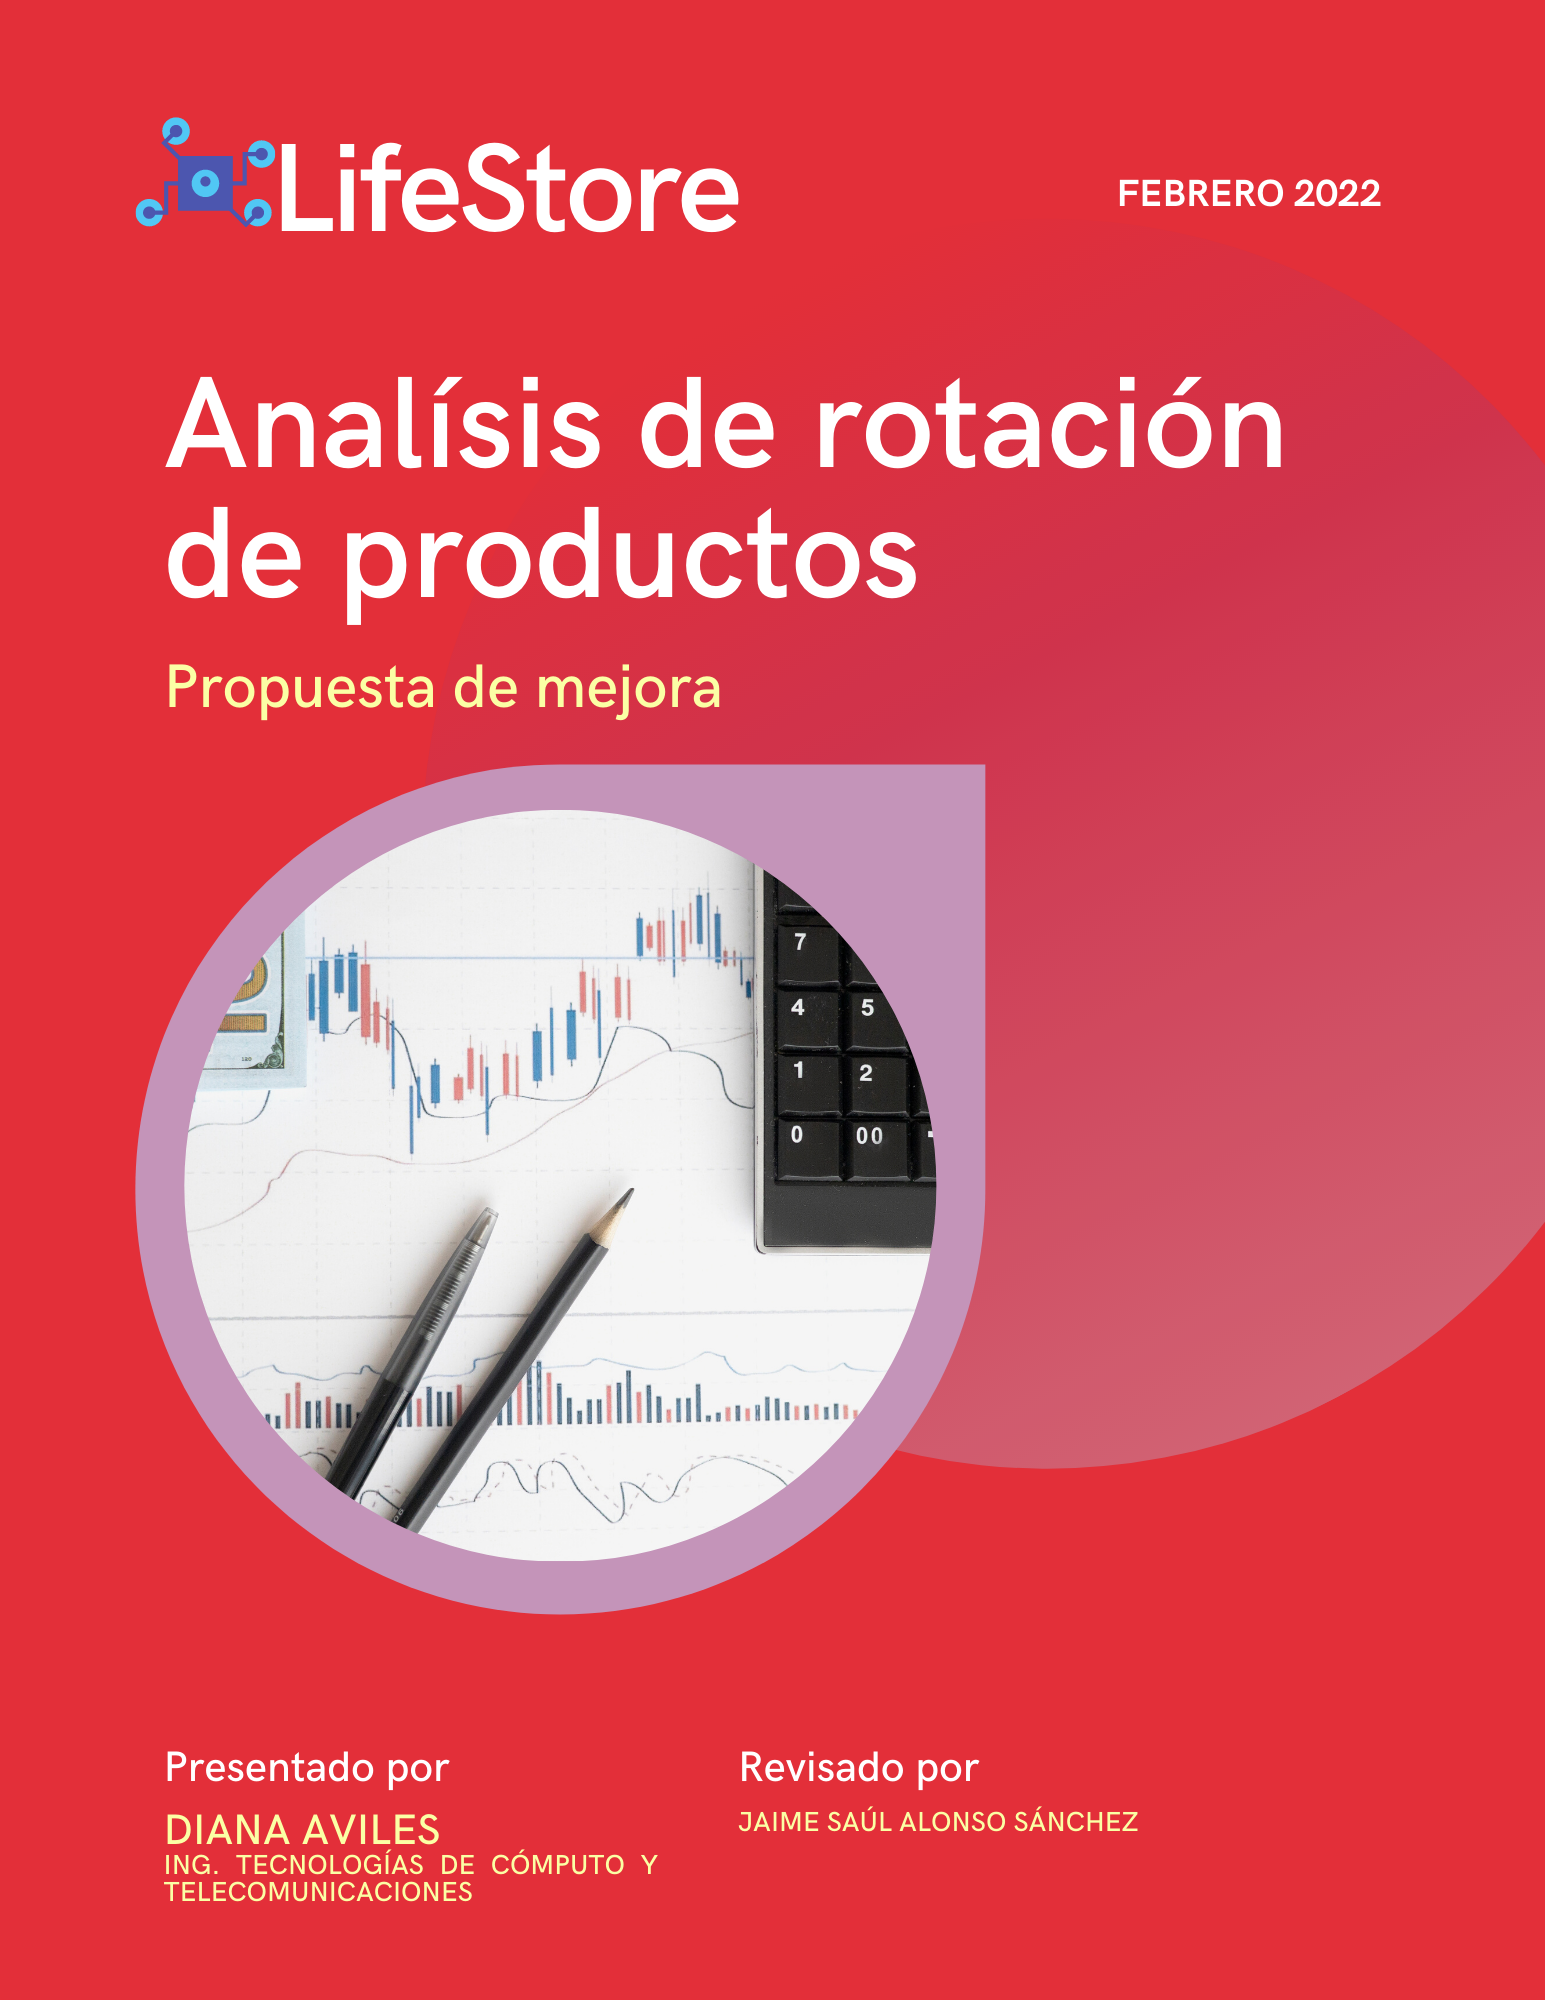 LifeStore
FEBRERO 2022
Analísis de rotación
de productos
Propuesta de mejora
7
4 5
1 2
0 00
Presentado por
DIANA AVILES
ING. TECNOLOGÍAS DE CÓMPUTO Y
TELECOMUNICACIONES
Revisado por
JAIME SAÚL ALONSO SÁNCHEZ